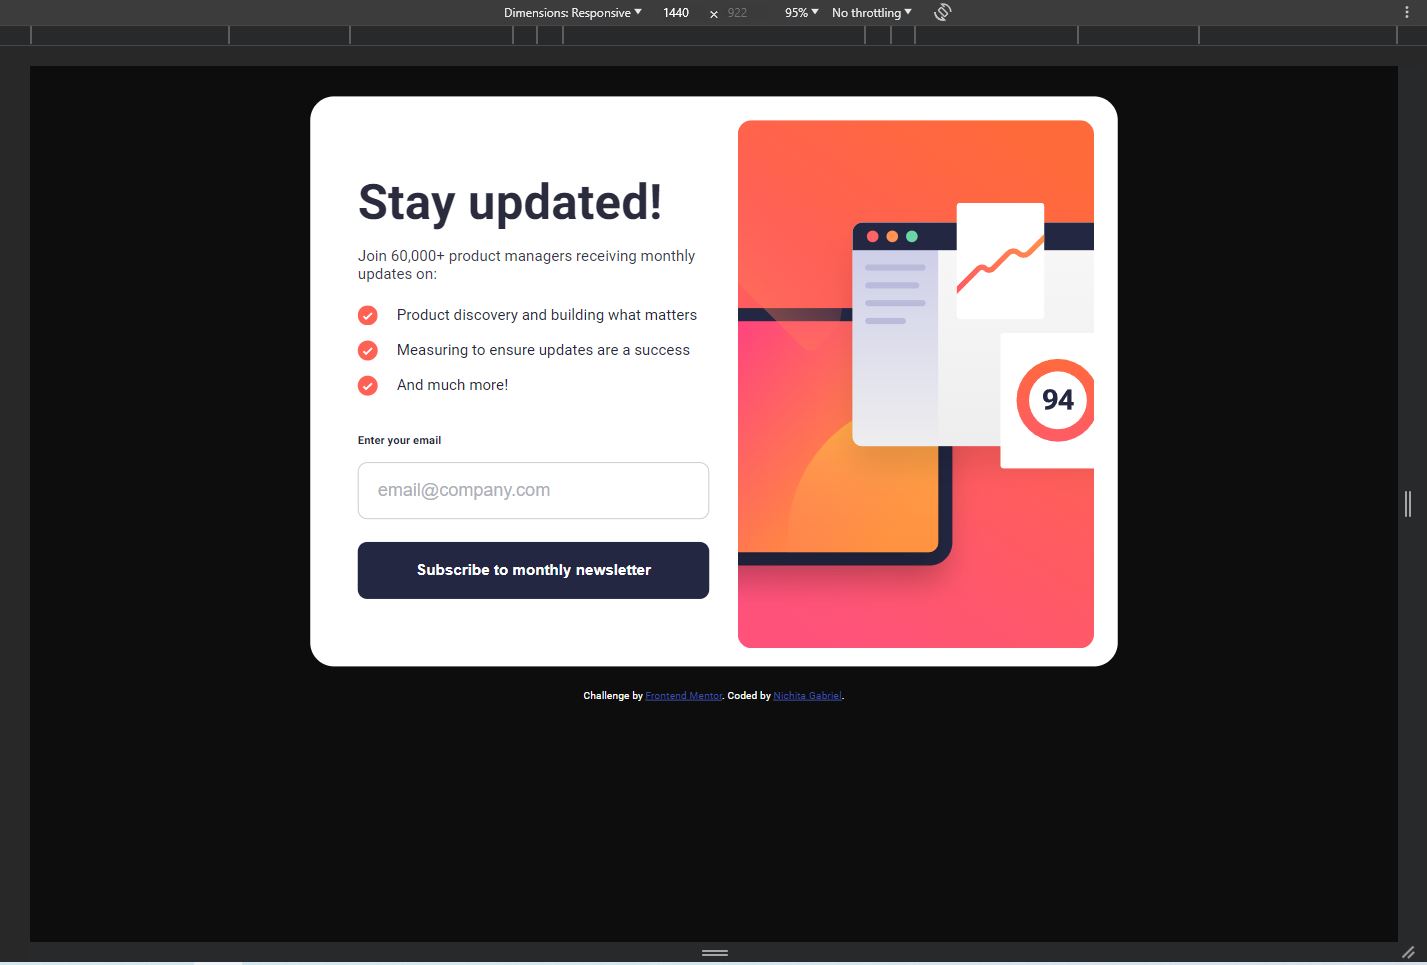 Dimensions: Responsive 1440 × 922 95% No throttling
Stay updated!
Join 60,000+ product managers receiving monthly
updates on:
Product discovery and building what matters
Measuring to ensure updates are a success
And much more!
94
Enter your email
email@company.com
Subscribe to monthly newsletter
Challenge by Frontend Mentor. Coded by Nichita Gabriel.